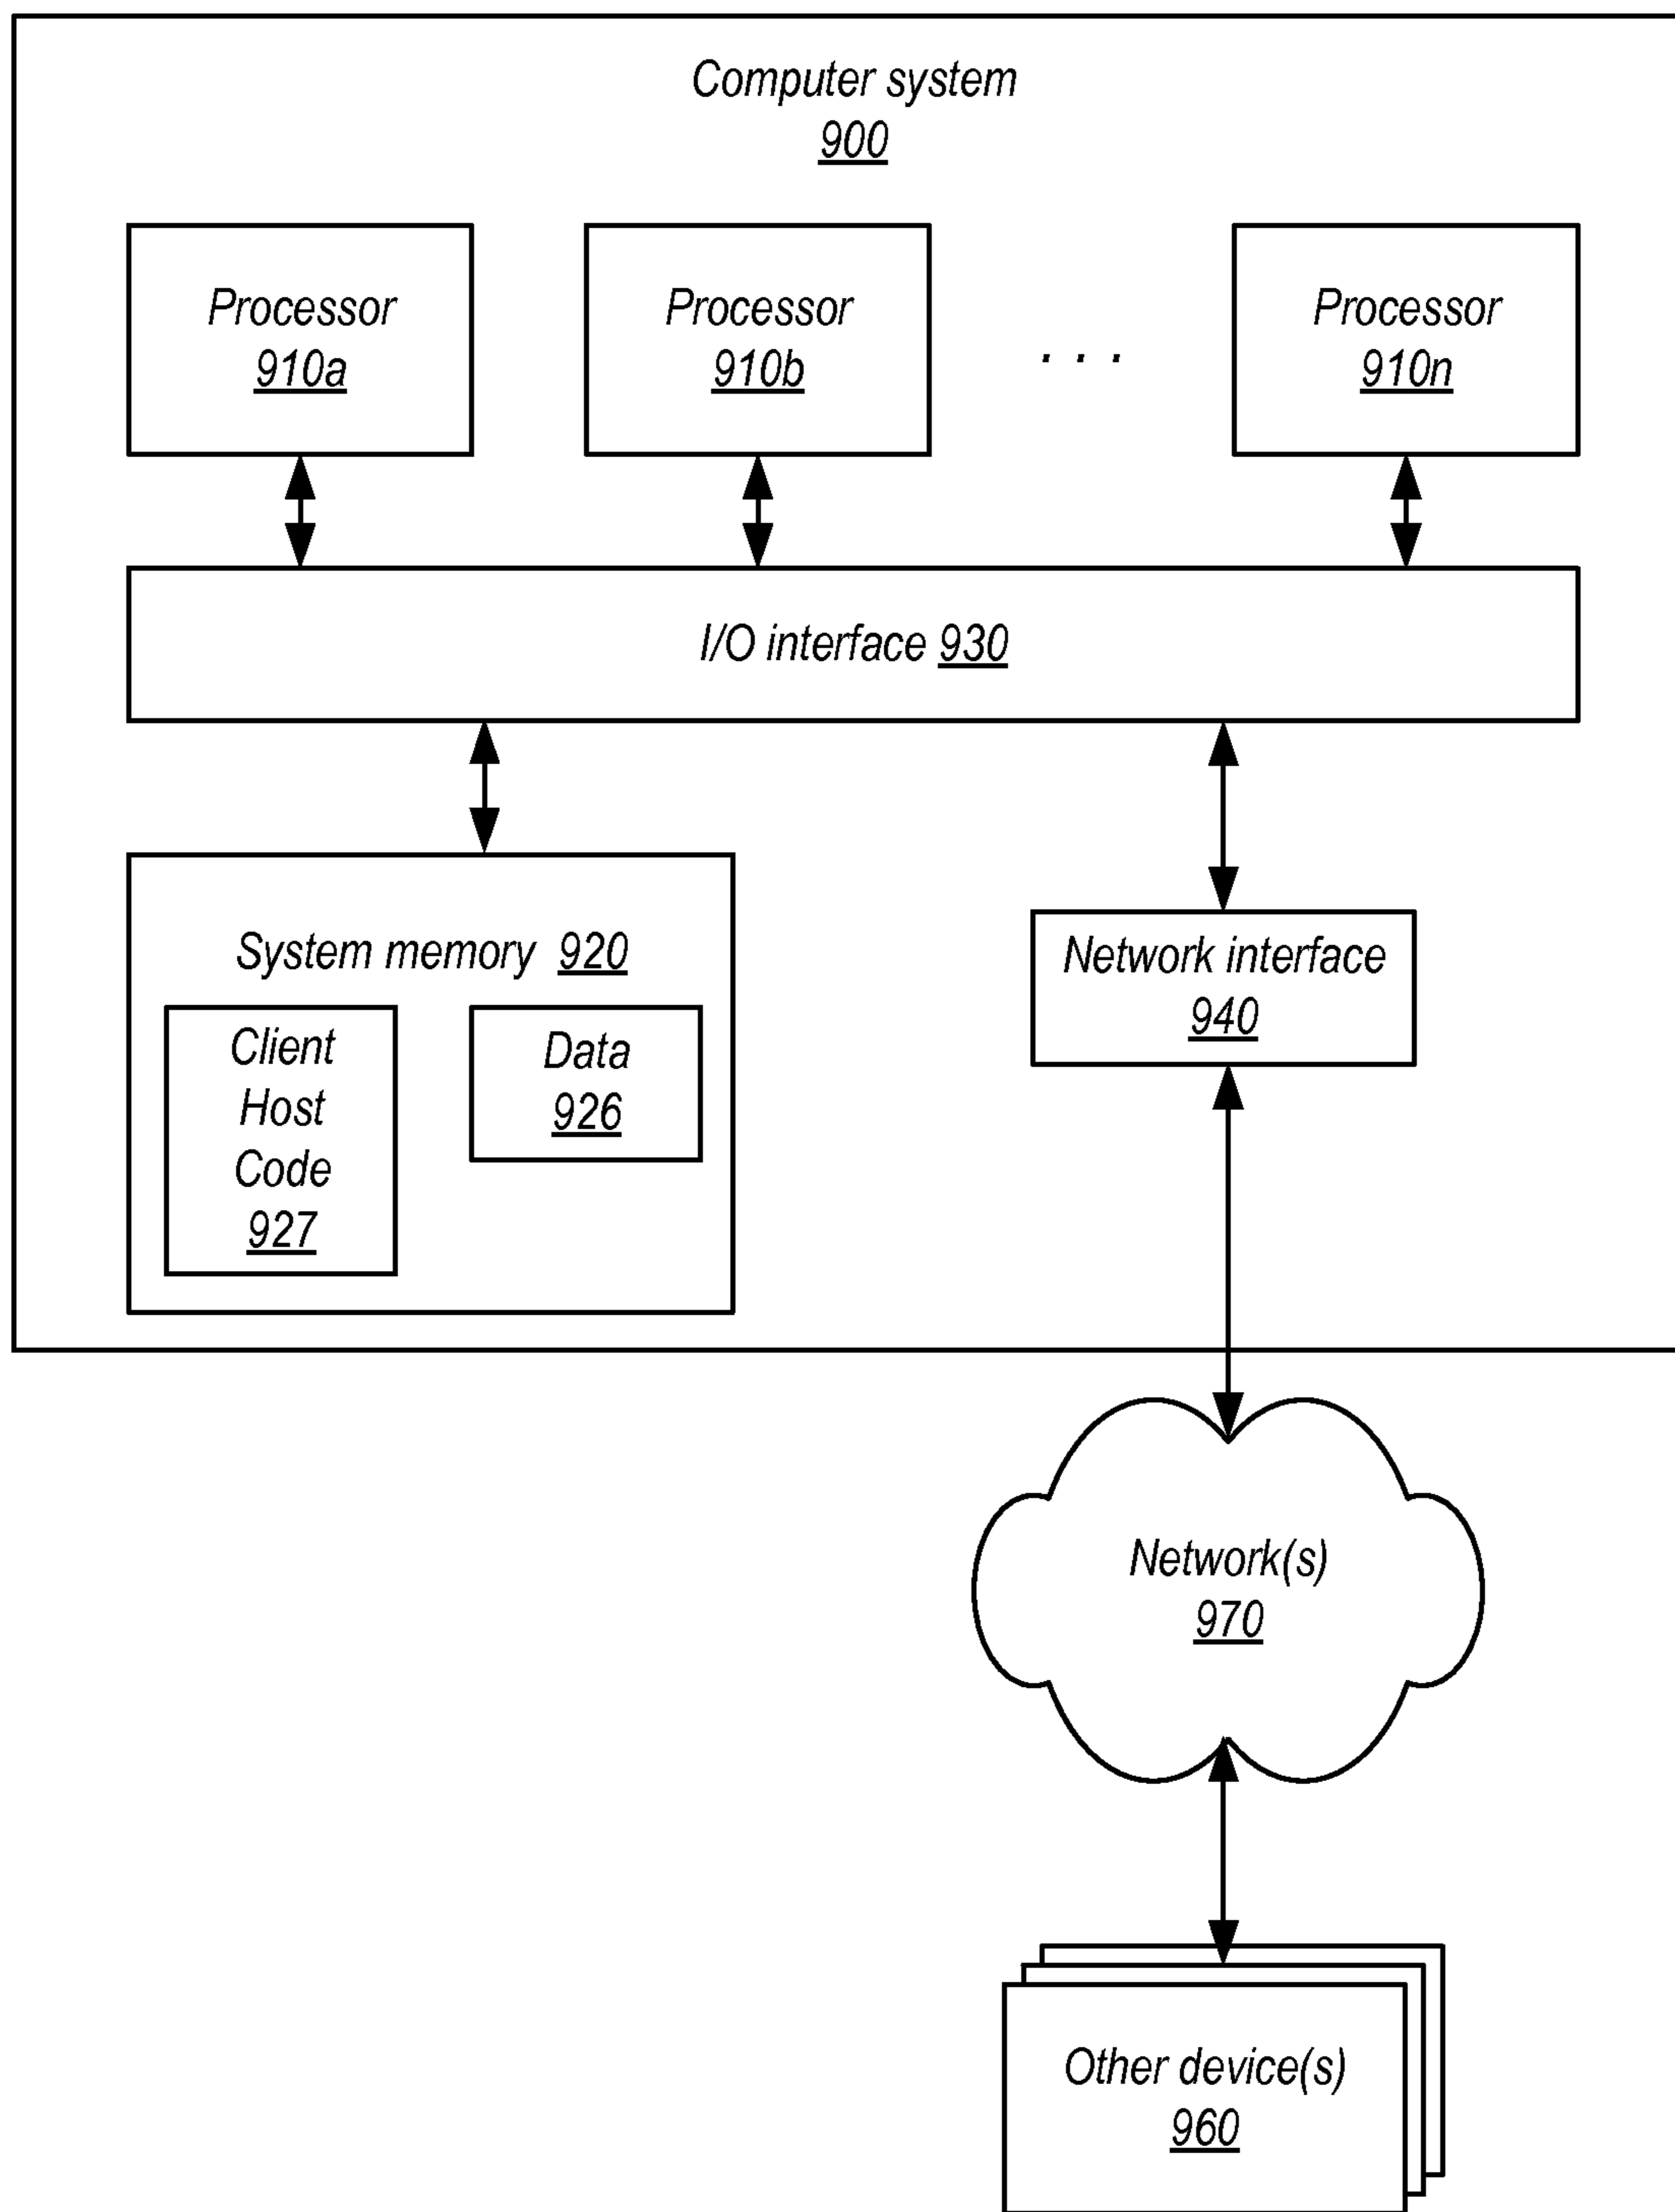 Computer system
900
Processor
910a
Processor
910b
. . .
Processor
910n
I/O interface 930
System memory 920
Client
Host
Code
927
Data
926
Network interface
940
Network(s)
970
Other device(s)
960